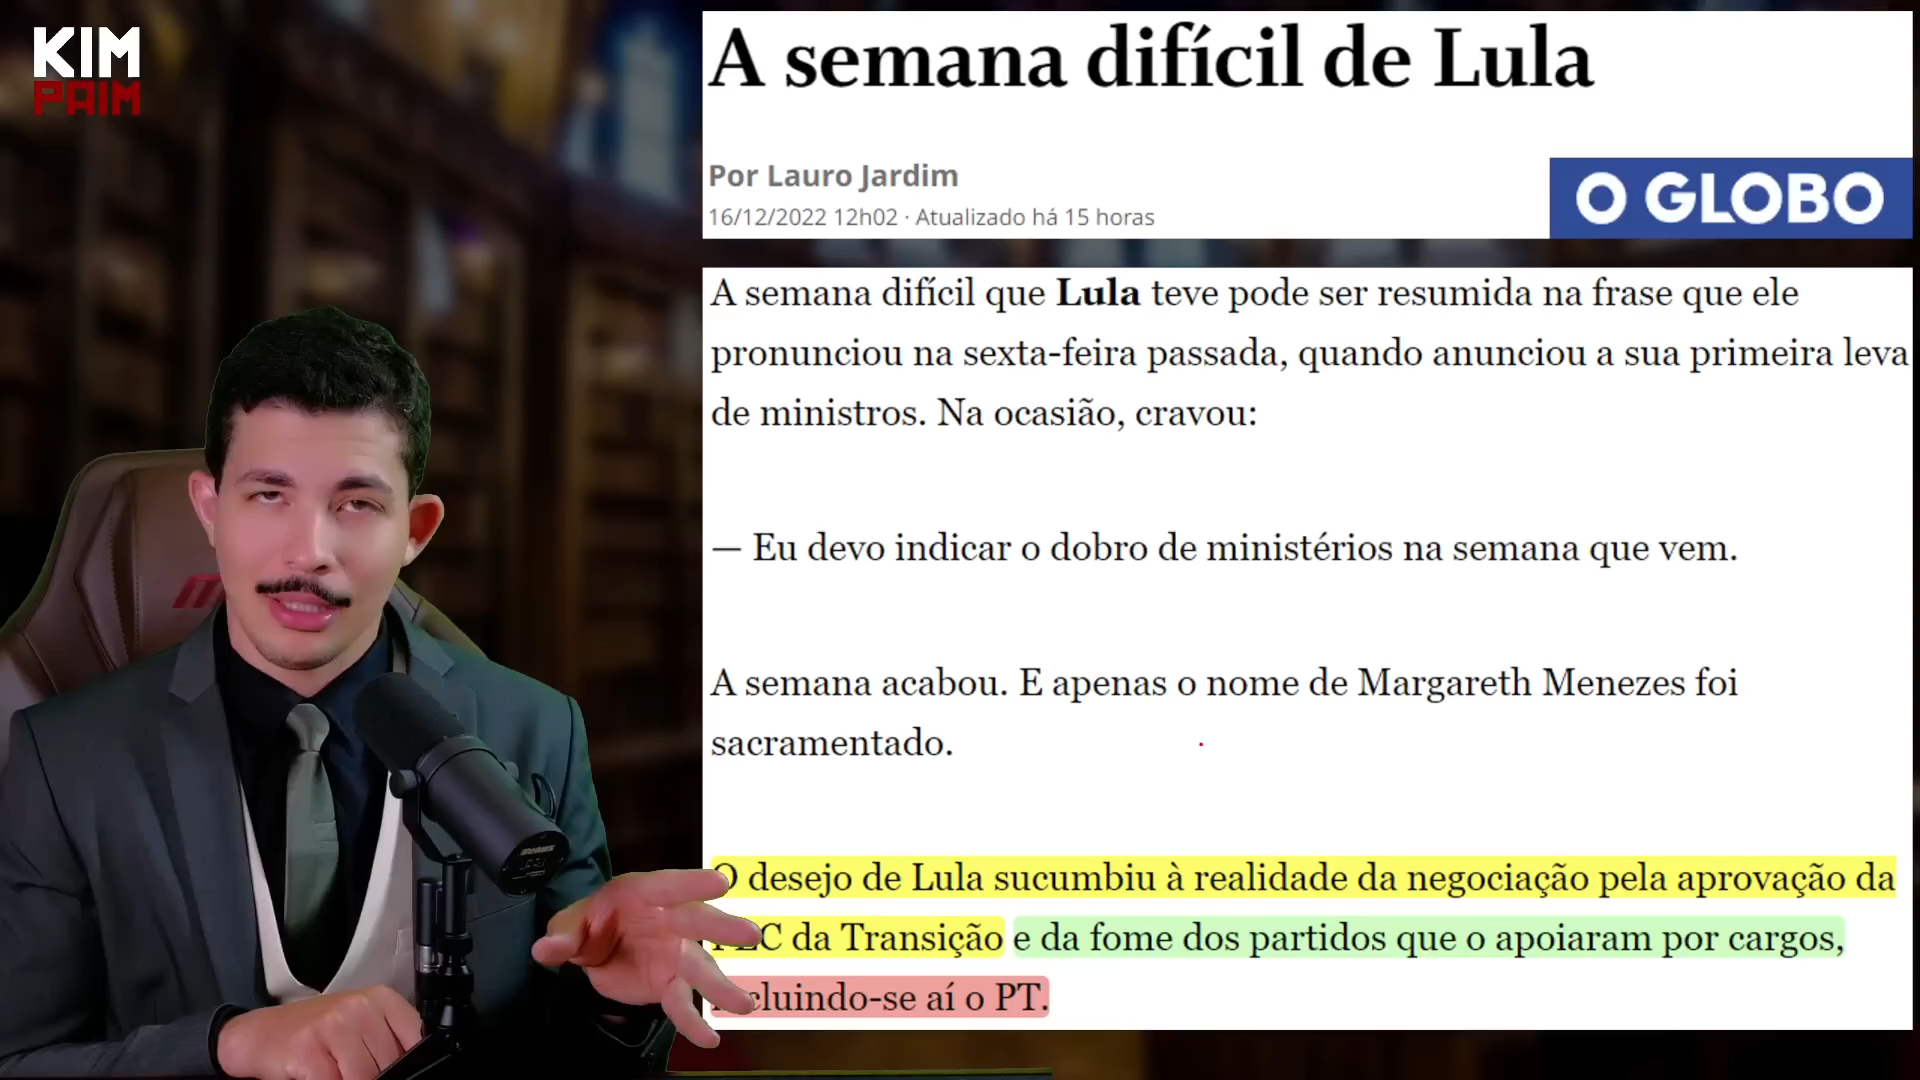 KIM
PAIM
A semana difícil de Lula
Por Lauro Jardim
16/12/2022 12h02 · Atualizado há 15 horas
O GLOBO
A semana difícil que Lula teve pode ser resumida na frase que ele
pronunciou na sexta-feira passada, quando anunciou a sua primeira leva
de ministros. Na ocasião, cravou:
— Eu devo indicar o dobro de ministérios na semana que vem.
A semana acabou. E apenas o nome de Margareth Menezes foi
sacramentado.
O desejo de Lula sucumbiu à realidade da negociação pela aprovação da
PEC da Transição e da fome dos partidos que o apoiaram por cargos,
incluindo-se aí o PT.